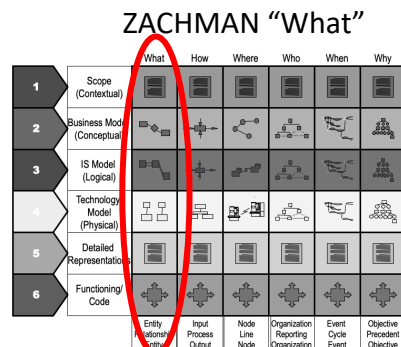 ZACHMAN “What”
What How Where Who When Why
1 Scope
(Contextual)
2 Business Model
(Conceptual)
3 IS Model
(Logical)
4 Technology
Model
(Physical)
5 Detailed
Representations
6 Functioning/
Code
Entity Input Node Organization Event Objective
Relationship Process Line Reporting Cycle Precedent
Entity Output Node Organization Event Objective